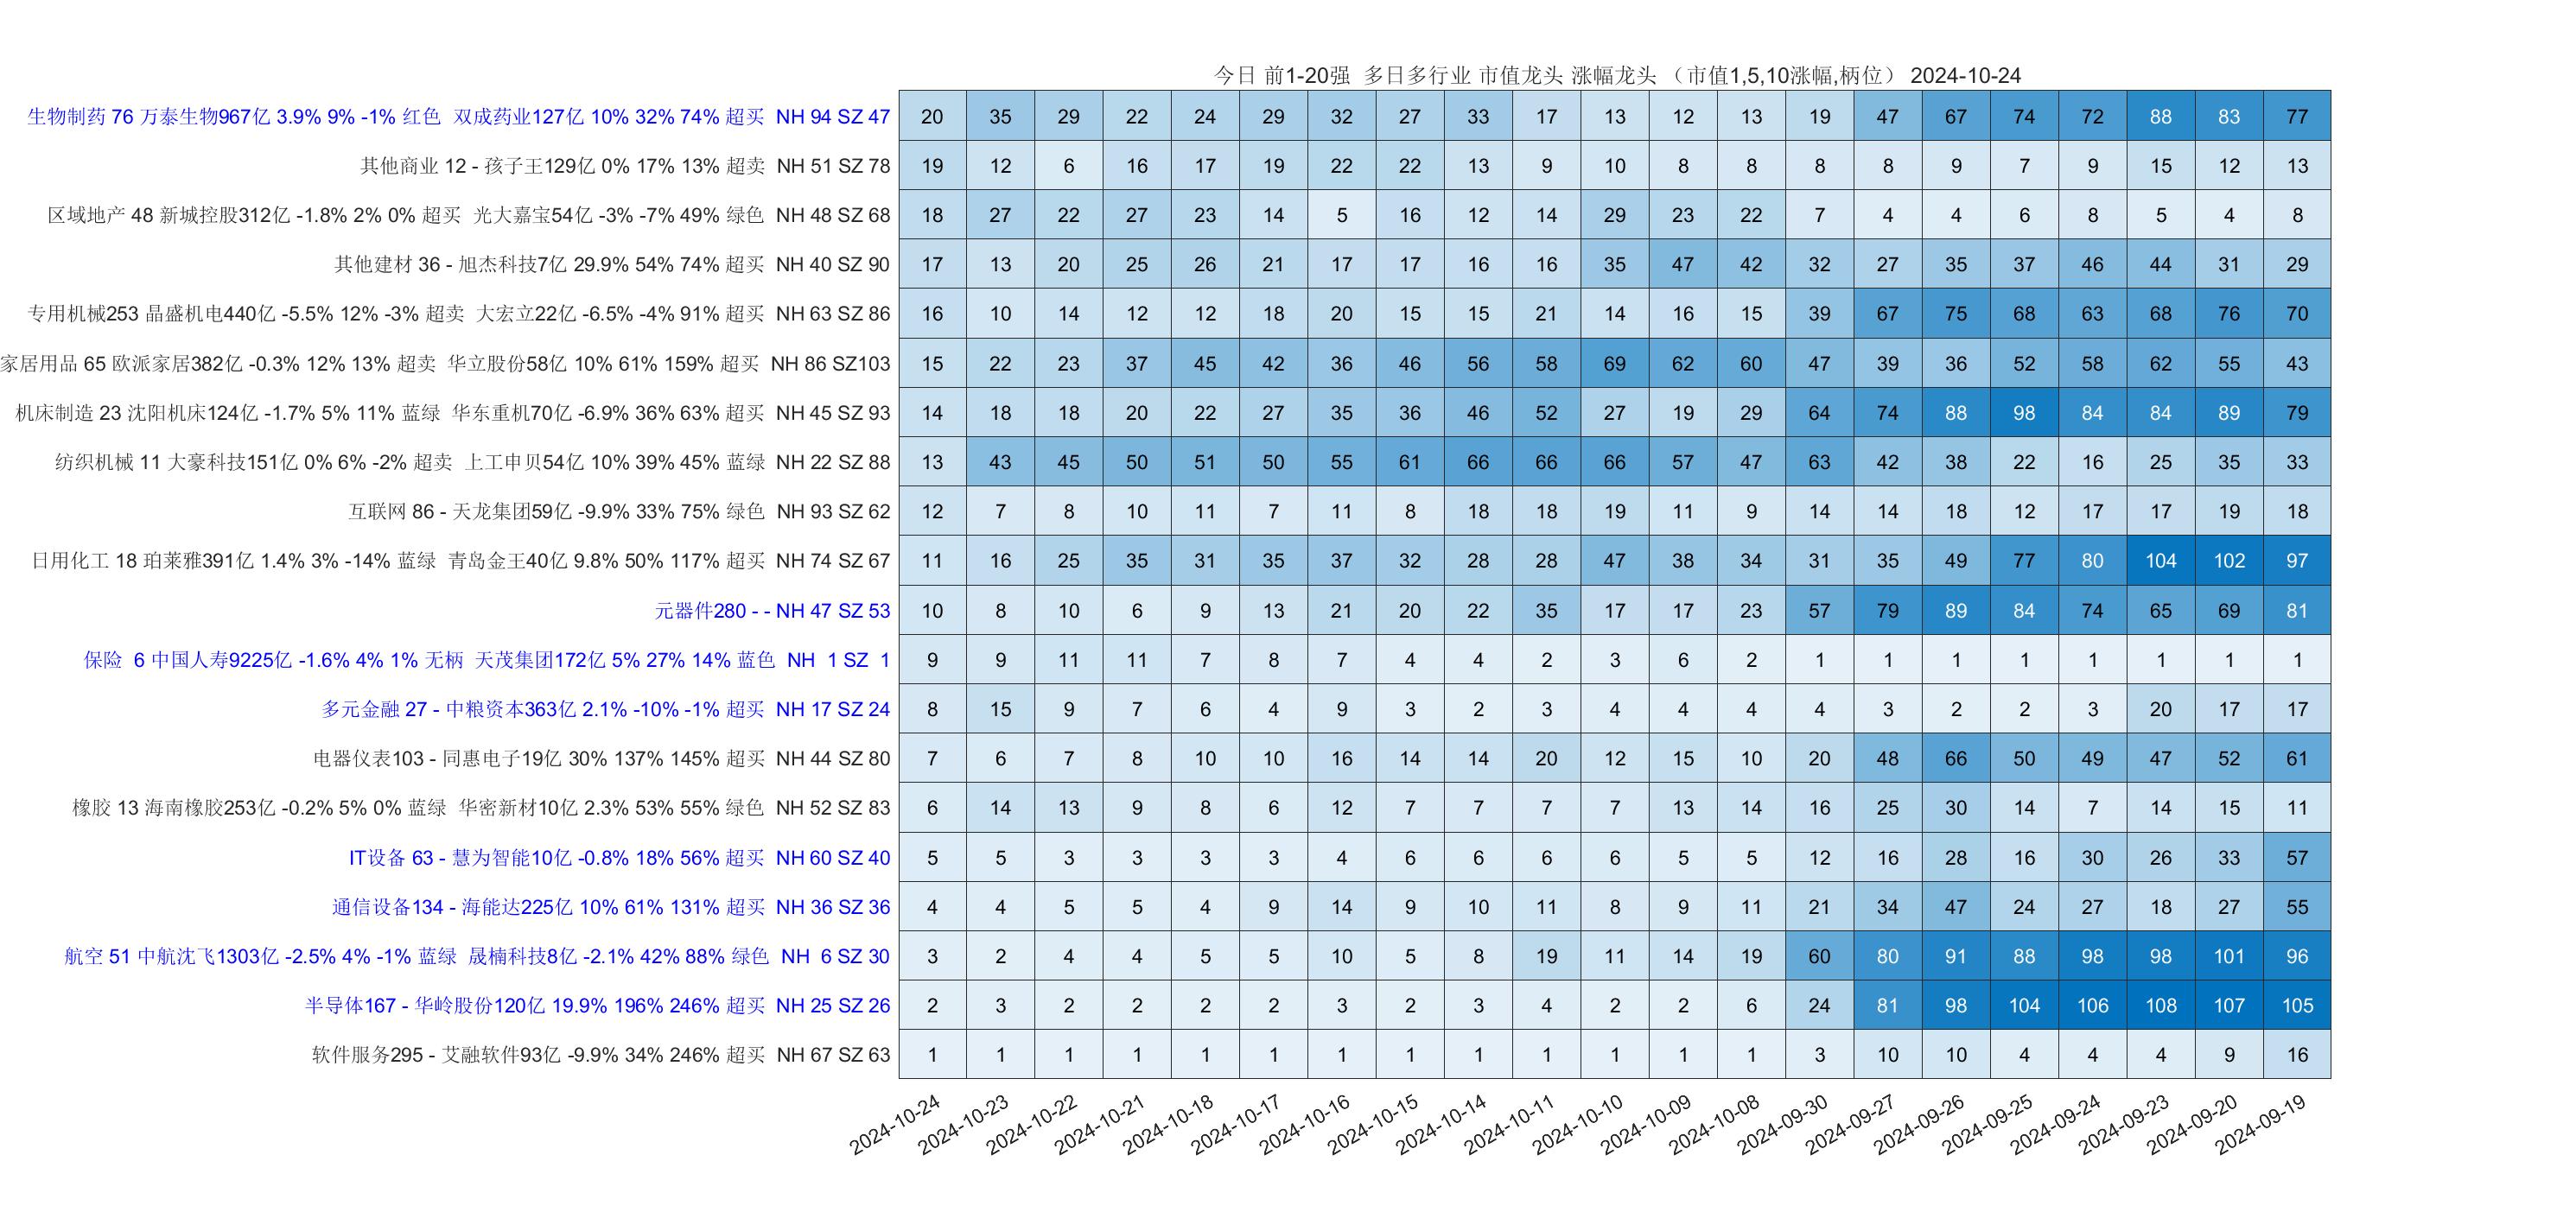 今日 前1-20强 多日多行业 市值龙头 涨幅龙头 （市值1,5,10涨幅,柄位） 2024-10-24
生物制药 76 万泰生物967亿 3.9% 9% -1% 红色 双成药业127亿 10% 32% 74% 超买 NH 94 SZ 47 20 35 29 22 24 29 32 27 33 17 13 12 13 19 47 67 74 72 88 83 77
其他商业 12 - 孩子王129亿 0% 17% 13% 超卖 NH 51 SZ 78 19 12 6 16 17 19 22 22 13 9 10 8 8 8 8 9 7 9 15 12 13
区域地产 48 新城控股312亿 -1.8% 2% 0% 超买 光大嘉宝54亿 -3% -7% 49% 绿色 NH 48 SZ 68 18 27 22 27 23 14 5 16 12 14 29 23 22 7 4 4 6 8 5 4 8
其他建材 36 - 旭杰科技7亿 29.9% 54% 74% 超买 NH 40 SZ 90 17 13 20 25 26 21 17 17 16 16 35 47 42 32 27 35 37 46 44 31 29
专用机械253 晶盛机电440亿 -5.5% 12% -3% 超卖 大宏立22亿 -6.5% -4% 91% 超买 NH 63 SZ 86 16 10 14 12 12 18 20 15 15 21 14 16 15 39 67 75 68 63 68 76 70
家居用品 65 欧派家居382亿 -0.3% 12% 13% 超卖 华立股份58亿 10% 61% 159% 超买 NH 86 SZ103 15 22 23 37 45 42 36 46 56 58 69 62 60 47 39 36 52 58 62 55 43
机床制造 23 沈阳机床124亿 -1.7% 5% 11% 蓝绿 华东重机70亿 -6.9% 36% 63% 超买 NH 45 SZ 93 14 18 18 20 22 27 35 36 46 52 27 19 29 64 74 88 98 84 84 89 79
纺织机械 11 大豪科技151亿 0% 6% -2% 超卖 上工申贝54亿 10% 39% 45% 蓝绿 NH 22 SZ 88 13 43 45 50 51 50 55 61 66 66 66 57 47 63 42 38 22 16 25 35 33
互联网 86 - 天龙集团59亿 -9.9% 33% 75% 绿色 NH 93 SZ 62 12 7 8 10 11 7 11 8 18 18 19 11 9 14 14 18 12 17 17 19 18
日用化工 18 珀莱雅391亿 1.4% 3% -14% 蓝绿 青岛金王40亿 9.8% 50% 117% 超买 NH 74 SZ 67 11 16 25 35 31 35 37 32 28 28 47 38 34 31 35 49 77 80 104 102 97
元器件280 - - NH 47 SZ 53 10 8 10 6 9 13 21 20 22 35 17 17 23 57 79 89 84 74 65 69 81
保险 6 中国人寿9225亿 -1.6% 4% 1% 无柄 天茂集团172亿 5% 27% 14% 蓝色 NH 1 SZ 1 9 9 11 11 7 8 7 4 4 2 3 6 2 1 1 1 1 1 1 1 1
多元金融 27 - 中粮资本363亿 2.1% -10% -1% 超买 NH 17 SZ 24 8 15 9 7 6 4 9 3 2 3 4 4 4 4 3 2 2 3 20 17 17
电器仪表103 - 同惠电子19亿 30% 137% 145% 超买 NH 44 SZ 80 7 6 7 8 10 10 16 14 14 20 12 15 10 20 48 66 50 49 47 52 61
橡胶 13 海南橡胶253亿 -0.2% 5% 0% 蓝绿 华密新材10亿 2.3% 53% 55% 绿色 NH 52 SZ 83 6 14 13 9 8 6 12 7 7 7 7 13 14 16 25 30 14 7 14 15 11
IT设备 63 - 慧为智能10亿 -0.8% 18% 56% 超买 NH 60 SZ 40 5 5 3 3 3 3 4 6 6 6 6 5 5 12 16 28 16 30 26 33 57
通信设备134 - 海能达225亿 10% 61% 131% 超买 NH 36 SZ 36 4 4 5 5 4 9 14 9 10 11 8 9 11 21 34 47 24 27 18 27 55
航空 51 中航沈飞1303亿 -2.5% 4% -1% 蓝绿 晟楠科技8亿 -2.1% 42% 88% 绿色 NH 6 SZ 30 3 2 4 4 5 5 10 5 8 19 11 14 19 60 80 91 88 98 98 101 96
半导体167 - 华岭股份120亿 19.9% 196% 246% 超买 NH 25 SZ 26 2 3 2 2 2 2 3 2 3 4 2 2 6 24 81 98 104 106 108 107 105
软件服务295 - 艾融软件93亿 -9.9% 34% 246% 超买 NH 67 SZ 63 1 1 1 1 1 1 1 1 1 1 1 1 1 3 10 10 4 4 4 9 16
2024-10-24 2024-10-23 2024-10-22 2024-10-21 2024-10-18 2024-10-17 2024-10-16 2024-10-15 2024-10-14 2024-10-11 2024-10-10 2024-10-09 2024-10-08 2024-09-30 2024-09-27 2024-09-26 2024-09-25 2024-09-24 2024-09-23 2024-09-20 2024-09-19